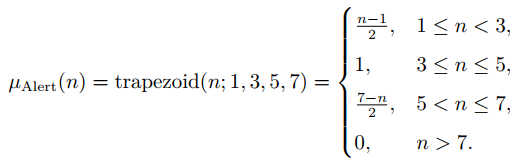 μ_Alert(n) = trapezoid(n; 1, 3, 5, 7) = {
(n−1)/2, 1 ≤ n < 3,
1, 3 ≤ n ≤ 5,
(7−n)/2, 5 < n ≤ 7,
0, n > 7.